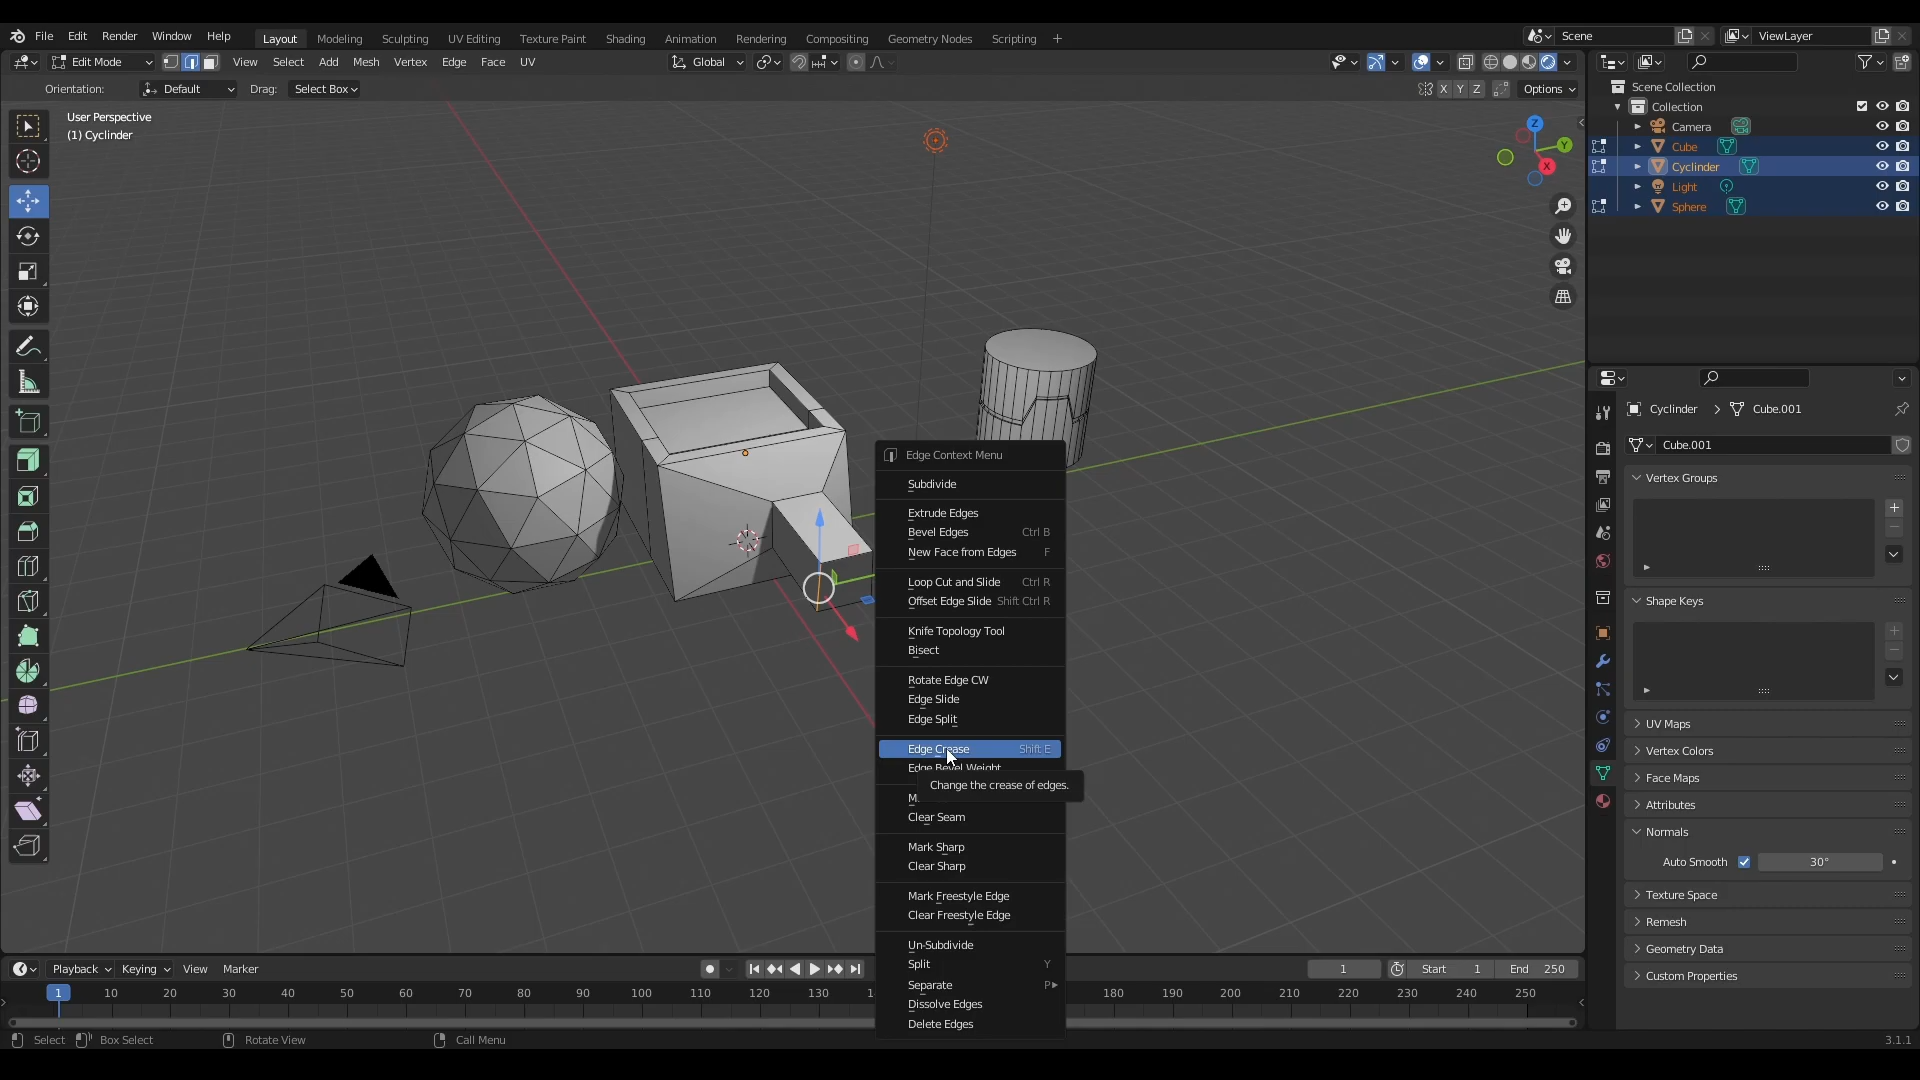 File Edit Render Window Help Layout Modeling Sculpting UV Editing Texture Paint Shading Animation Rendering Compositing Geometry Nodes Scripting + Scene ViewLayer
Edit Mode View Select Add Mesh Vertex Edge Face UV Global
Orientation: Default Drag: Select Box X Y Z Options
User Perspective
(1) Cyclinder
Z
Y
X
Scene Collection
Collection
Camera
Cube
Cyclinder
Light
Sphere
Cyclinder > Cube.001
Cube.001
Vertex Groups
Shape Keys
UV Maps
Vertex Colors
Face Maps
Attributes
Normals
Auto Smooth 30°
Texture Space
Remesh
Geometry Data
Custom Properties
Edge Context Menu
Subdivide
Extrude Edges
Bevel Edges Ctrl B
New Face from Edges F
Loop Cut and Slide Ctrl R
Offset Edge Slide Shift Ctrl R
Knife Topology Tool
Bisect
Rotate Edge CW
Edge Slide
Edge Split
Edge Crease Shift E
Edge Bevel Weight
Change the crease of edges.
Clear Seam
Mark Sharp
Clear Sharp
Mark Freestyle Edge
Clear Freestyle Edge
Un-Subdivide
Split Y
Separate P
Dissolve Edges
Delete Edges
Playback Keying View Marker 1 Start 1 End 250
1 10 20 30 40 50 60 70 80 90 100 110 120 130 180 190 200 210 220 230 240 250
Select Box Select Rotate View Call Menu 3.1.1